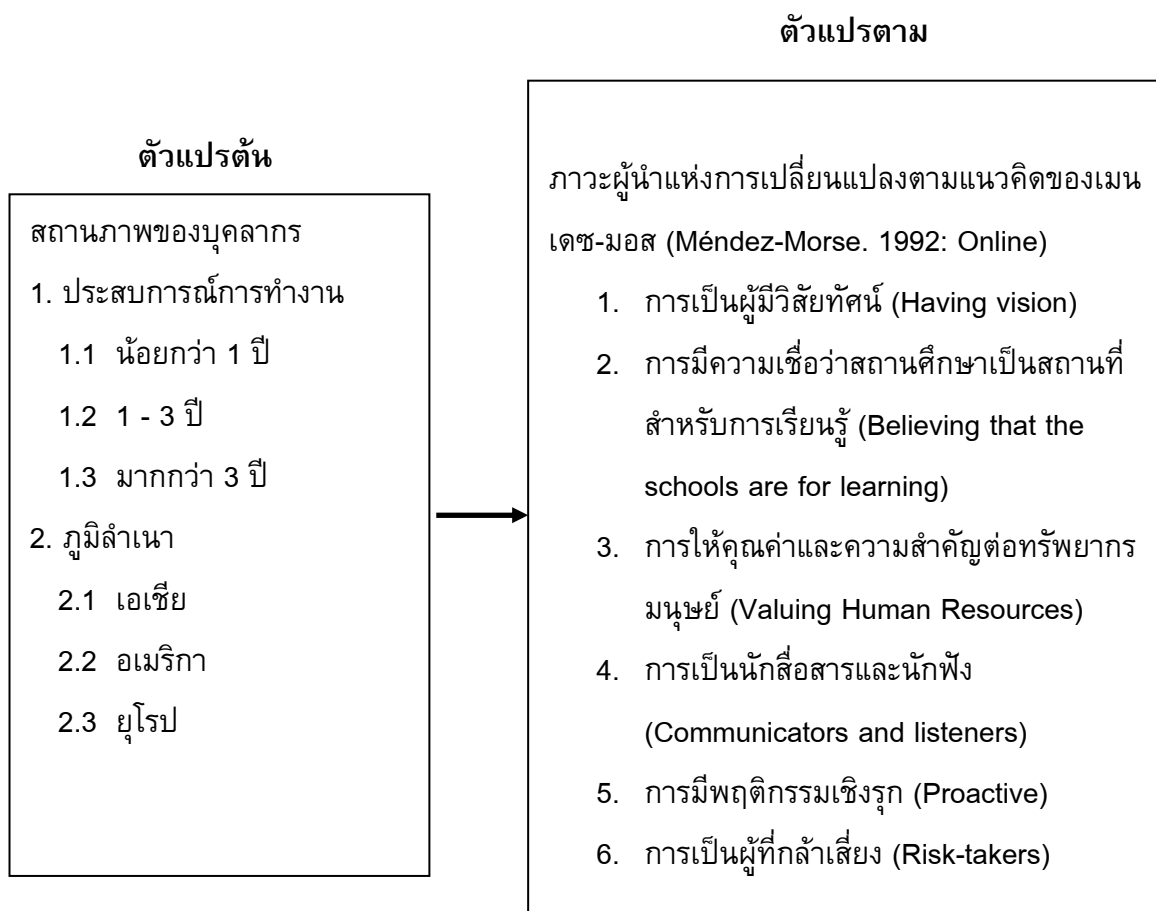 ตัวแปรตาม
ตัวแปรต้น
สถานภาพของบุคลากร
1. ประสบการณ์การทำงาน
1.1 น้อยกว่า 1 ปี
1.2 1 - 3 ปี
1.3 มากกว่า 3 ปี
2. ภูมิลำเนา
2.1 เอเชีย
2.2 อเมริกา
2.3 ยุโรป
ภาวะผู้นำแห่งการเปลี่ยนแปลงตามแนวคิดของเมน
เดซ-มอส (Méndez-Morse. 1992: Online)
1. การเป็นผู้มีวิสัยทัศน์ (Having vision)
2. การมีความเชื่อว่าสถานศึกษาเป็นสถานที่
สำหรับการเรียนรู้ (Believing that the
schools are for learning)
3. การให้คุณค่าและความสำคัญต่อทรัพยากร
มนุษย์ (Valuing Human Resources)
4. การเป็นนักสื่อสารและนักฟัง
(Communicators and listeners)
5. การมีพฤติกรรมเชิงรุก (Proactive)
6. การเป็นผู้ที่กล้าเสี่ยง (Risk-takers)